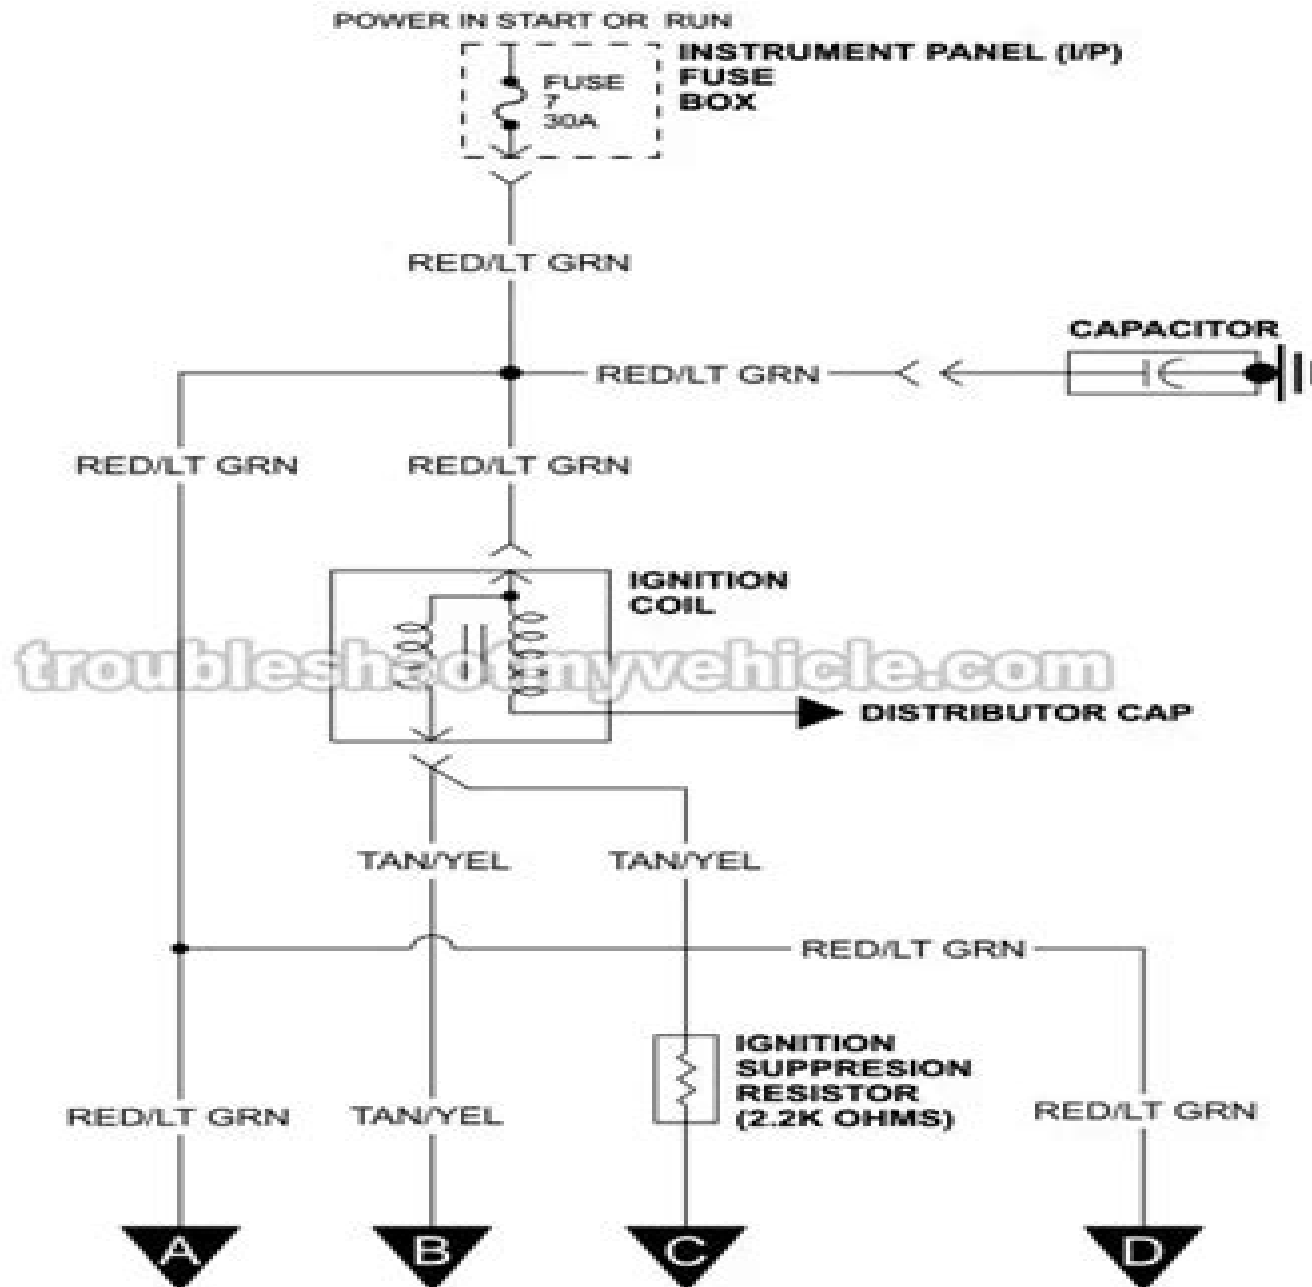 POWER IN START OR RUN
INSTRUMENT PANEL (I/P)
FUSE
BOX
FUSE
7
30A
RED/LT GRN
CAPACITOR
RED/LT GRN
RED/LT GRN
RED/LT GRN
IGNITION
COIL
troubleshootmyvehicle.com
DISTRIBUTOR CAP
TAN/YEL
TAN/YEL
RED/LT GRN
IGNITION
SUPPRESION
RESISTOR
(2.2K OHMS)
RED/LT GRN
TAN/YEL
RED/LT GRN
A
B
C
D